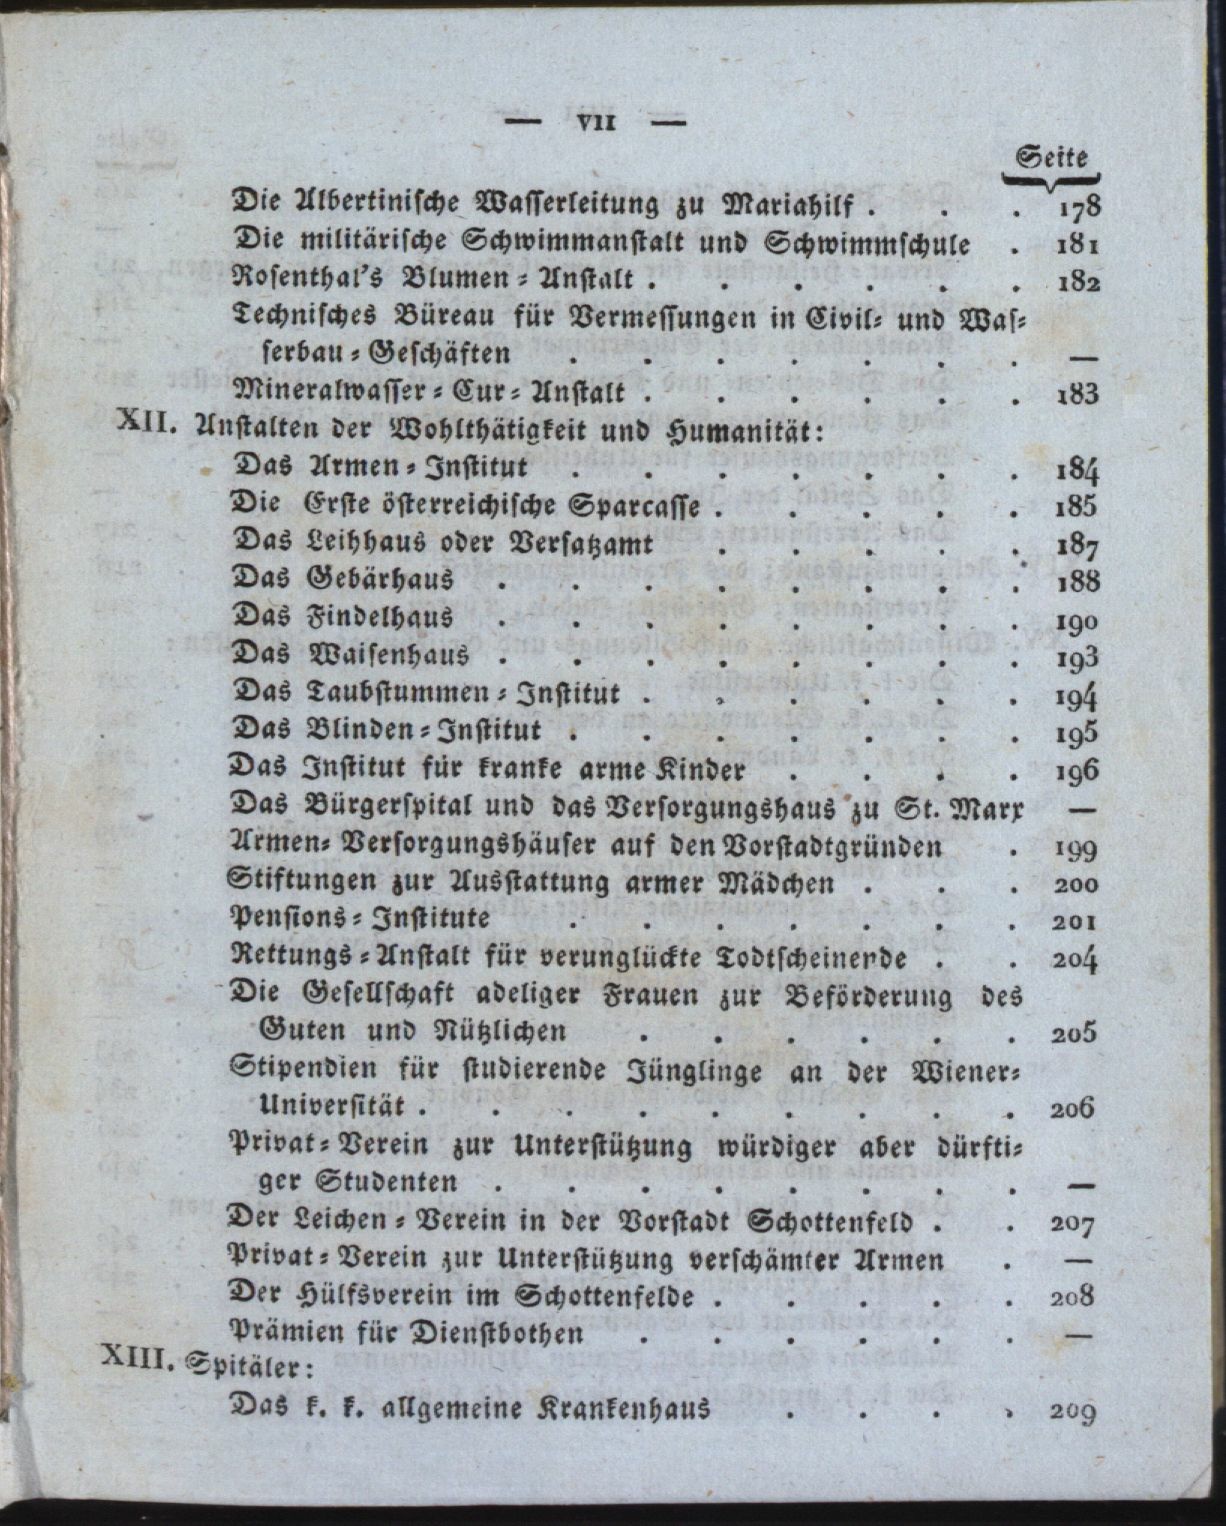 — VII —
Seite
Die Albertinische Wasserleitung zu Mariahilf . . . 178
Die militärische Schwimmanstalt und Schwimmschule . 181
Rosenthal's Blumen-Anstalt . . . . . . 182
Technisches Büreau für Vermessungen in Civil- und Was-
serbau-Geschäften . . . . . . . —
Mineralwasser-Cur-Anstalt . . . . . . 183
XII. Anstalten der Wohlthätigkeit und Humanität:
Das Armen-Institut . . . . . . . 184
Die Erste österreichische Sparcasse . . . . . 185
Das Leihhaus oder Versatzamt . . . . . 187
Das Gebärhaus . . . . . . . . 188
Das Findelhaus . . . . . . . . 190
Das Waisenhaus . . . . . . . . 193
Das Taubstummen-Institut . . . . . . 194
Das Blinden-Institut . . . . . . . 195
Das Institut für kranke arme Kinder . . . . 196
Das Bürgerspital und das Versorgungshaus zu St. Marx —
Armen-Versorgungshäuser auf den Vorstadtgründen . 199
Stiftungen zur Ausstattung armer Mädchen . . . 200
Pensions-Institute . . . . . . . 201
Rettungs-Anstalt für verunglückte Todtscheinende . . 204
Die Gesellschaft adeliger Frauen zur Beförderung des
Guten und Nützlichen . . . . . . 205
Stipendien für studierende Jünglinge an der Wiener-
Universität . . . . . . . . . 206
Privat-Verein zur Unterstützung würdiger aber dürfti-
ger Studenten . . . . . . . . —
Der Leichen-Verein in der Vorstadt Schottenfeld . . 207
Privat-Verein zur Unterstützung verschämter Armen . —
Der Hülfsverein im Schottenfelde . . . . . 208
Prämien für Dienstbothen . . . . . . —
XIII. Spitäler:
Das k. k. allgemeine Krankenhaus . . . . 209